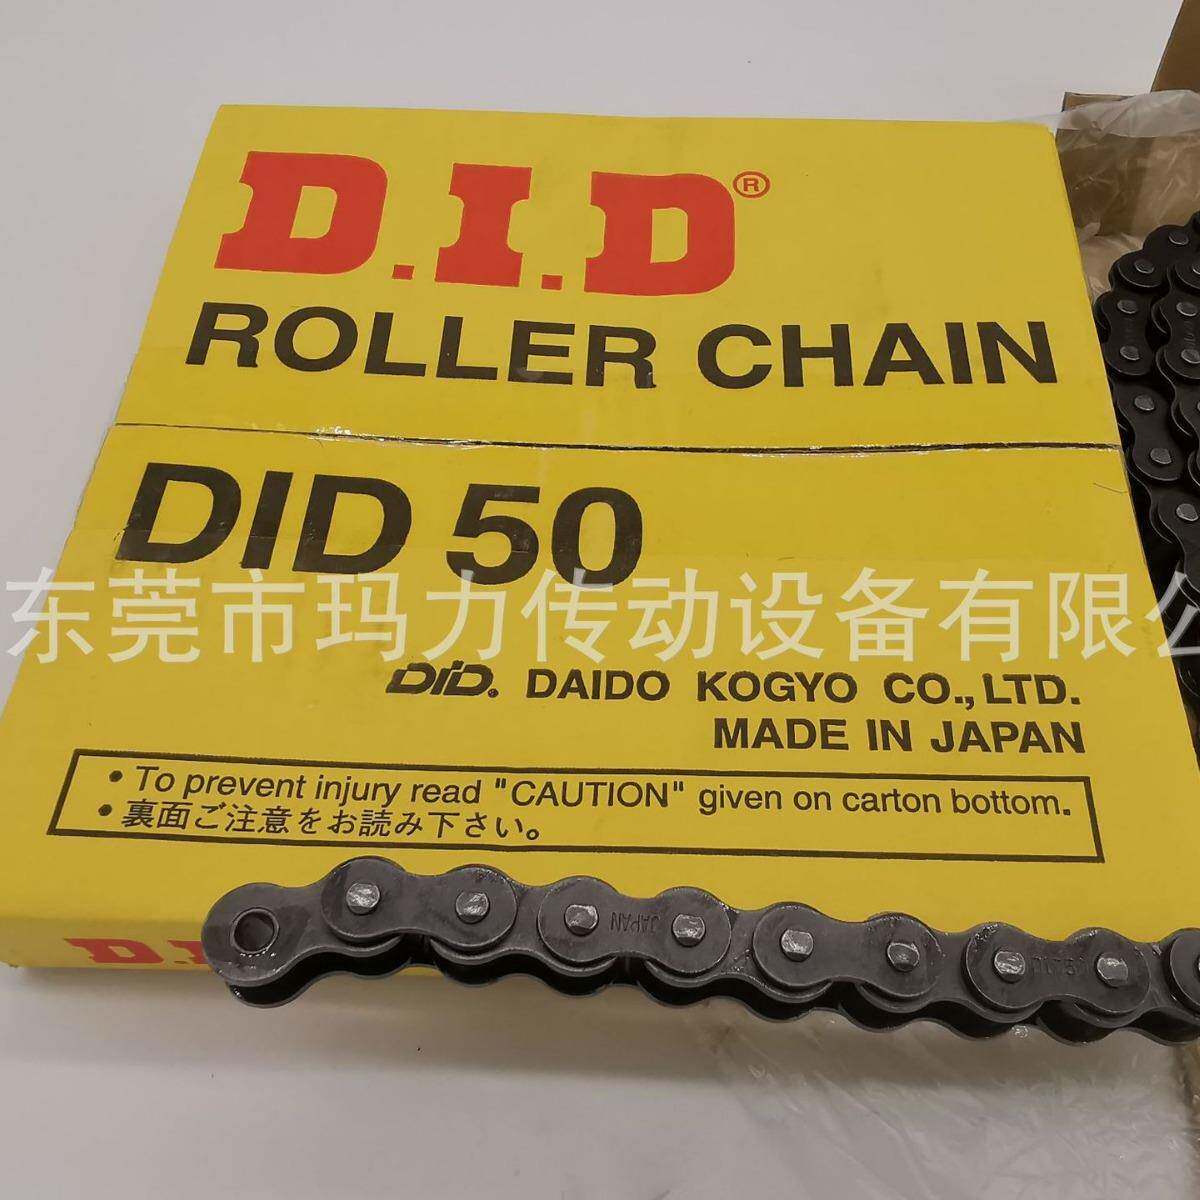 D.I.D®
ROLLER CHAIN
DID 50
东莞市玛力传动设备有限公
DID® DAIDO KOGYO CO., LTD.
MADE IN JAPAN
• To prevent injury read "CAUTION" given on carton bottom.
• 裏面ご注意をお読み下さい。
D.I.
JAPAN